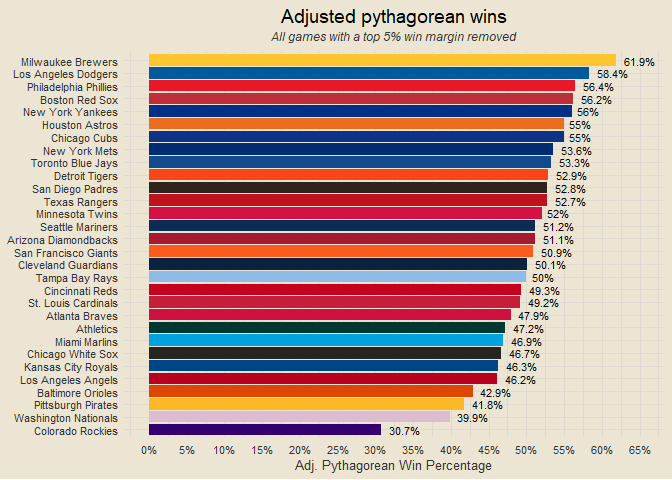 Adjusted pythagorean wins
All games with a top 5% win margin removed
Milwaukee Brewers 61.9%
Los Angeles Dodgers 58.4%
Philadelphia Phillies 56.4%
Boston Red Sox 56.2%
New York Yankees 56%
Houston Astros 55%
Chicago Cubs 55%
New York Mets 53.6%
Toronto Blue Jays 53.3%
Detroit Tigers 52.9%
San Diego Padres 52.8%
Texas Rangers 52.7%
Minnesota Twins 52%
Seattle Mariners 51.2%
Arizona Diamondbacks 51.1%
San Francisco Giants 50.9%
Cleveland Guardians 50.1%
Tampa Bay Rays 50%
Cincinnati Reds 49.3%
St. Louis Cardinals 49.2%
Atlanta Braves 47.9%
Athletics 47.2%
Miami Marlins 46.9%
Chicago White Sox 46.7%
Kansas City Royals 46.3%
Los Angeles Angels 46.2%
Baltimore Orioles 42.9%
Pittsburgh Pirates 41.8%
Washington Nationals 39.9%
Colorado Rockies 30.7%
0% 5% 10% 15% 20% 25% 30% 35% 40% 45% 50% 55% 60% 65%
Adj. Pythagorean Win Percentage